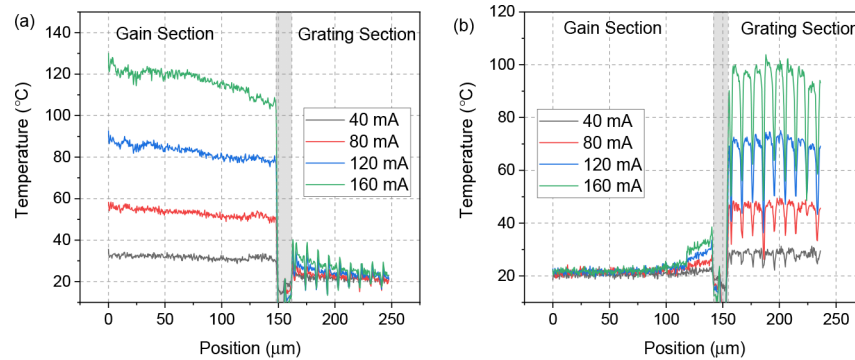 (a)
Gain Section
Grating Section
Temperature (°C)
140
120
100
80
60
40
20
40 mA
80 mA
120 mA
160 mA
0
50
100
150
200
250
Position (μm)
(b)
Gain Section
Grating Section
Temperature (°C)
120
100
80
60
40
20
40 mA
80 mA
120 mA
160 mA
0
50
100
150
200
250
Position (μm)